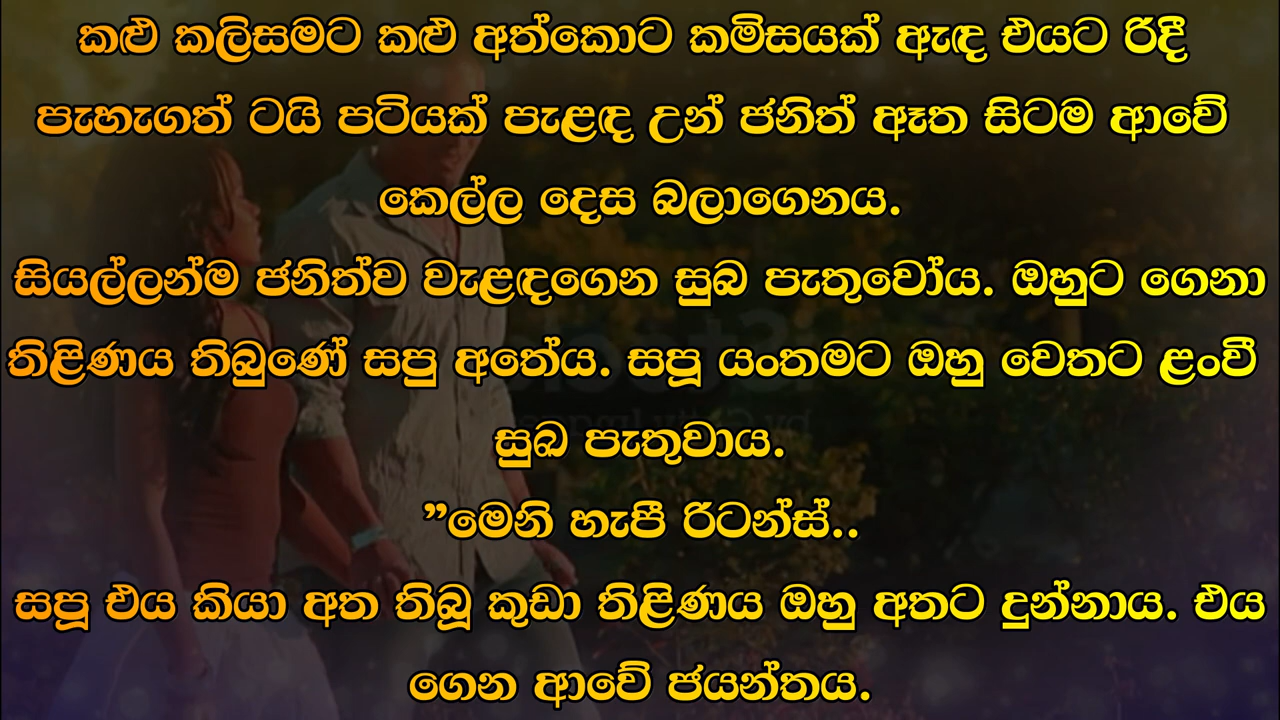 කළු කලිසමට කළු අත්කොට කමිසයක් ඇඳ එයට රිදී
පැහැගත් ටයි පටියක් පැළඳ උන් ජනිත් ඈත සිටම ආවේ
කෙල්ල දෙස බලාගෙනය.
සියල්ලන්ම ජනිත්ව වැළඳගෙන සුබ පැතුවෝය. ඔහුට ගෙනා
තිළිණය තිබුණේ සපු අතේය. සපූ යංතමට ඔහු වෙතට ළංවී
සුඛ පැතුවාය.
”මෙනි හැපී රිටන්ස්..
සපූ එය කියා අත තිබූ කුඩා තිළිණය ඔහු අතට දුන්නාය. එය
ගෙන ආවේ ජයන්තය.